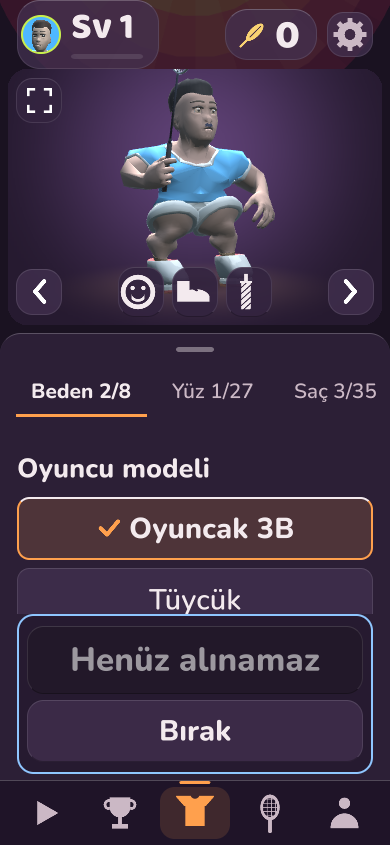 Sv 1
0
Beden 2/8
Yüz 1/27
Saç 3/35
Oyuncu modeli
Oyuncak 3B
Tüycük
Henüz alınamaz
Bırak